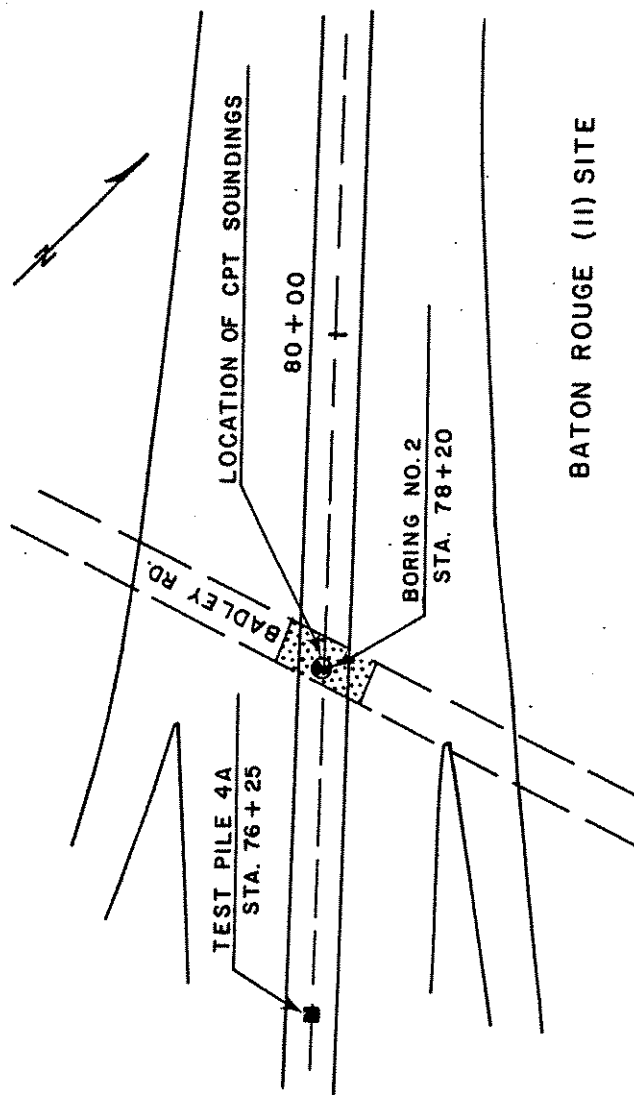 N
LOCATION OF CPT SOUNDINGS
80+00
BADLEY RD.
TEST PILE 4A
STA. 76+25
BORING NO. 2
STA. 78+20
BATON ROUGE (11) SITE